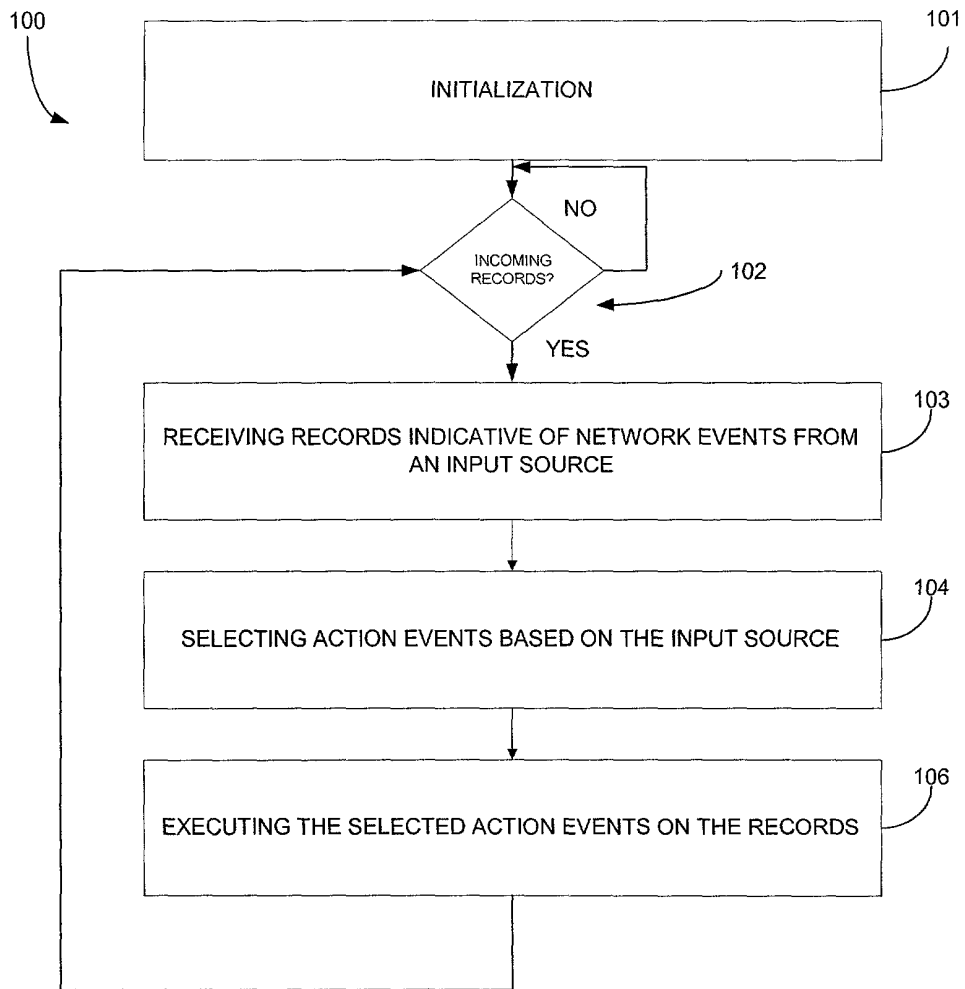 100
101
INITIALIZATION
NO
INCOMING
RECORDS?
102
YES
103
RECEIVING RECORDS INDICATIVE OF NETWORK EVENTS FROM
AN INPUT SOURCE
104
SELECTING ACTION EVENTS BASED ON THE INPUT SOURCE
106
EXECUTING THE SELECTED ACTION EVENTS ON THE RECORDS